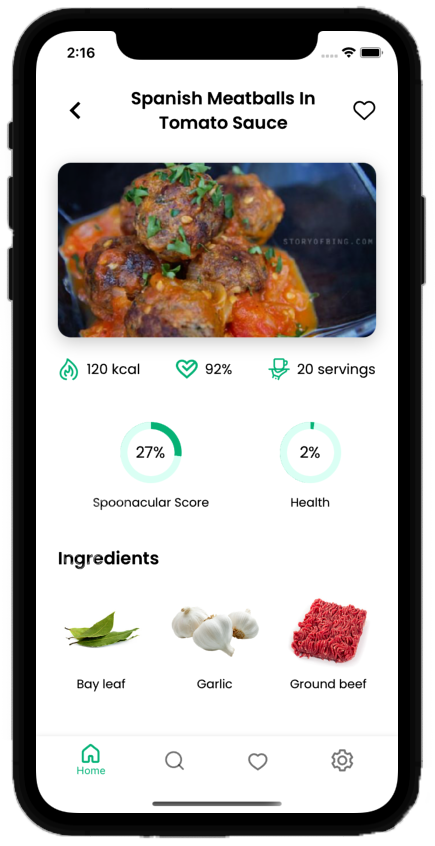 2:16
Spanish Meatballs In
Tomato Sauce
STORYOFBING.COM
120 kcal
92%
20 servings
27%
2%
Spoonacular Score
Health
Ingredients
Bay leaf
Garlic
Ground beef
Home